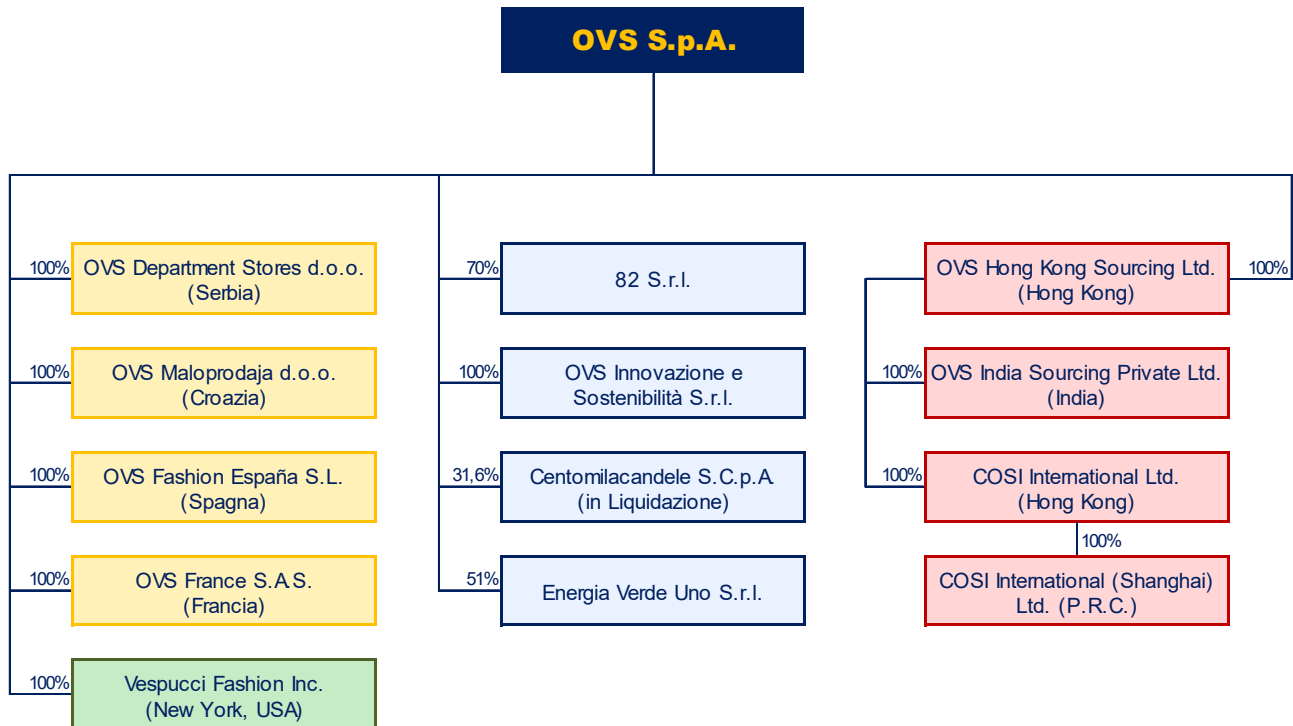 OVS S.p.A.
100%
OVS Department Stores d.o.o.
(Serbia)
100%
OVS Maloprodaja d.o.o.
(Croazia)
100%
OVS Fashion España S.L.
(Spagna)
100%
OVS France S.A.S.
(Francia)
100%
Vespucci Fashion Inc.
(New York, USA)
70%
82 S.r.l.
100%
OVS Innovazione e
Sostenibilità S.r.l.
31,6%
Centomilacandele S.C.p.A.
(in Liquidazione)
51%
Energia Verde Uno S.r.l.
OVS Hong Kong Sourcing Ltd.
(Hong Kong)
100%
100%
OVS India Sourcing Private Ltd.
(India)
100%
COSI International Ltd.
(Hong Kong)
100%
COSI International (Shanghai)
Ltd. (P.R.C.)